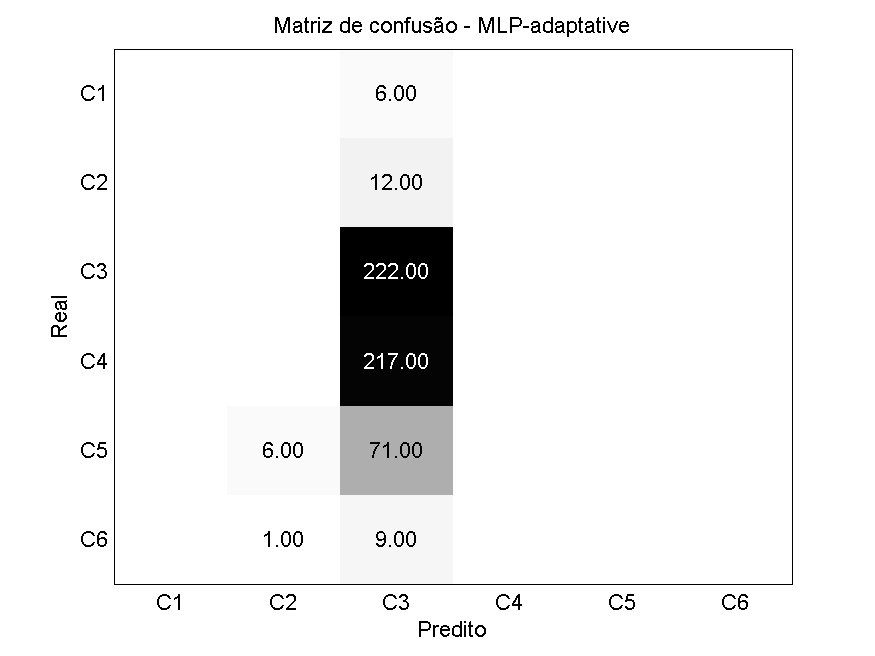 Matriz de confusão - MLP-adaptative
C1 6.00
C2 12.00
C3 222.00
Real
C4 217.00
C5 6.00 71.00
C6 1.00 9.00
C1 C2 C3 C4 C5 C6
Predito